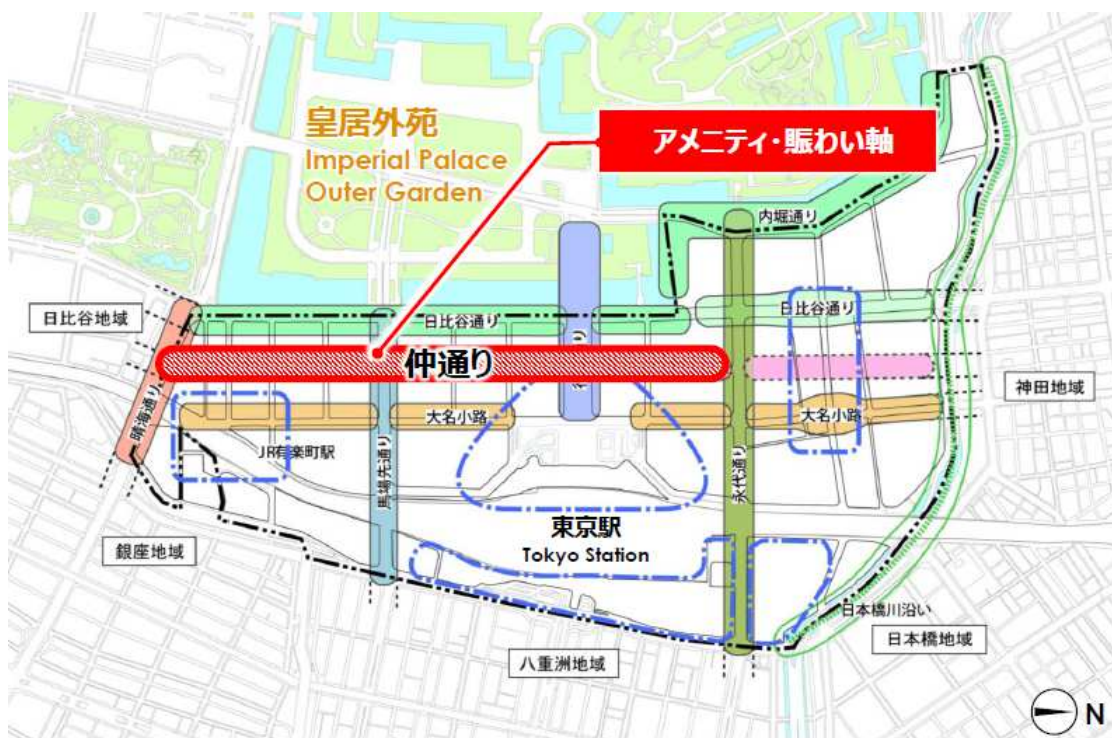 皇居外苑
Imperial Palace
Outer Garden
アメニティ・賑わい軸
内堀通り
日比谷地域
日比谷通り
日比谷通り
仲通り
神田地域
晴海通り
大名小路
大名小路
JR有楽町駅
馬場先通り
永代通り
東京駅
Tokyo Station
銀座地域
日本橋川沿い
日本橋地域
八重洲地域
N